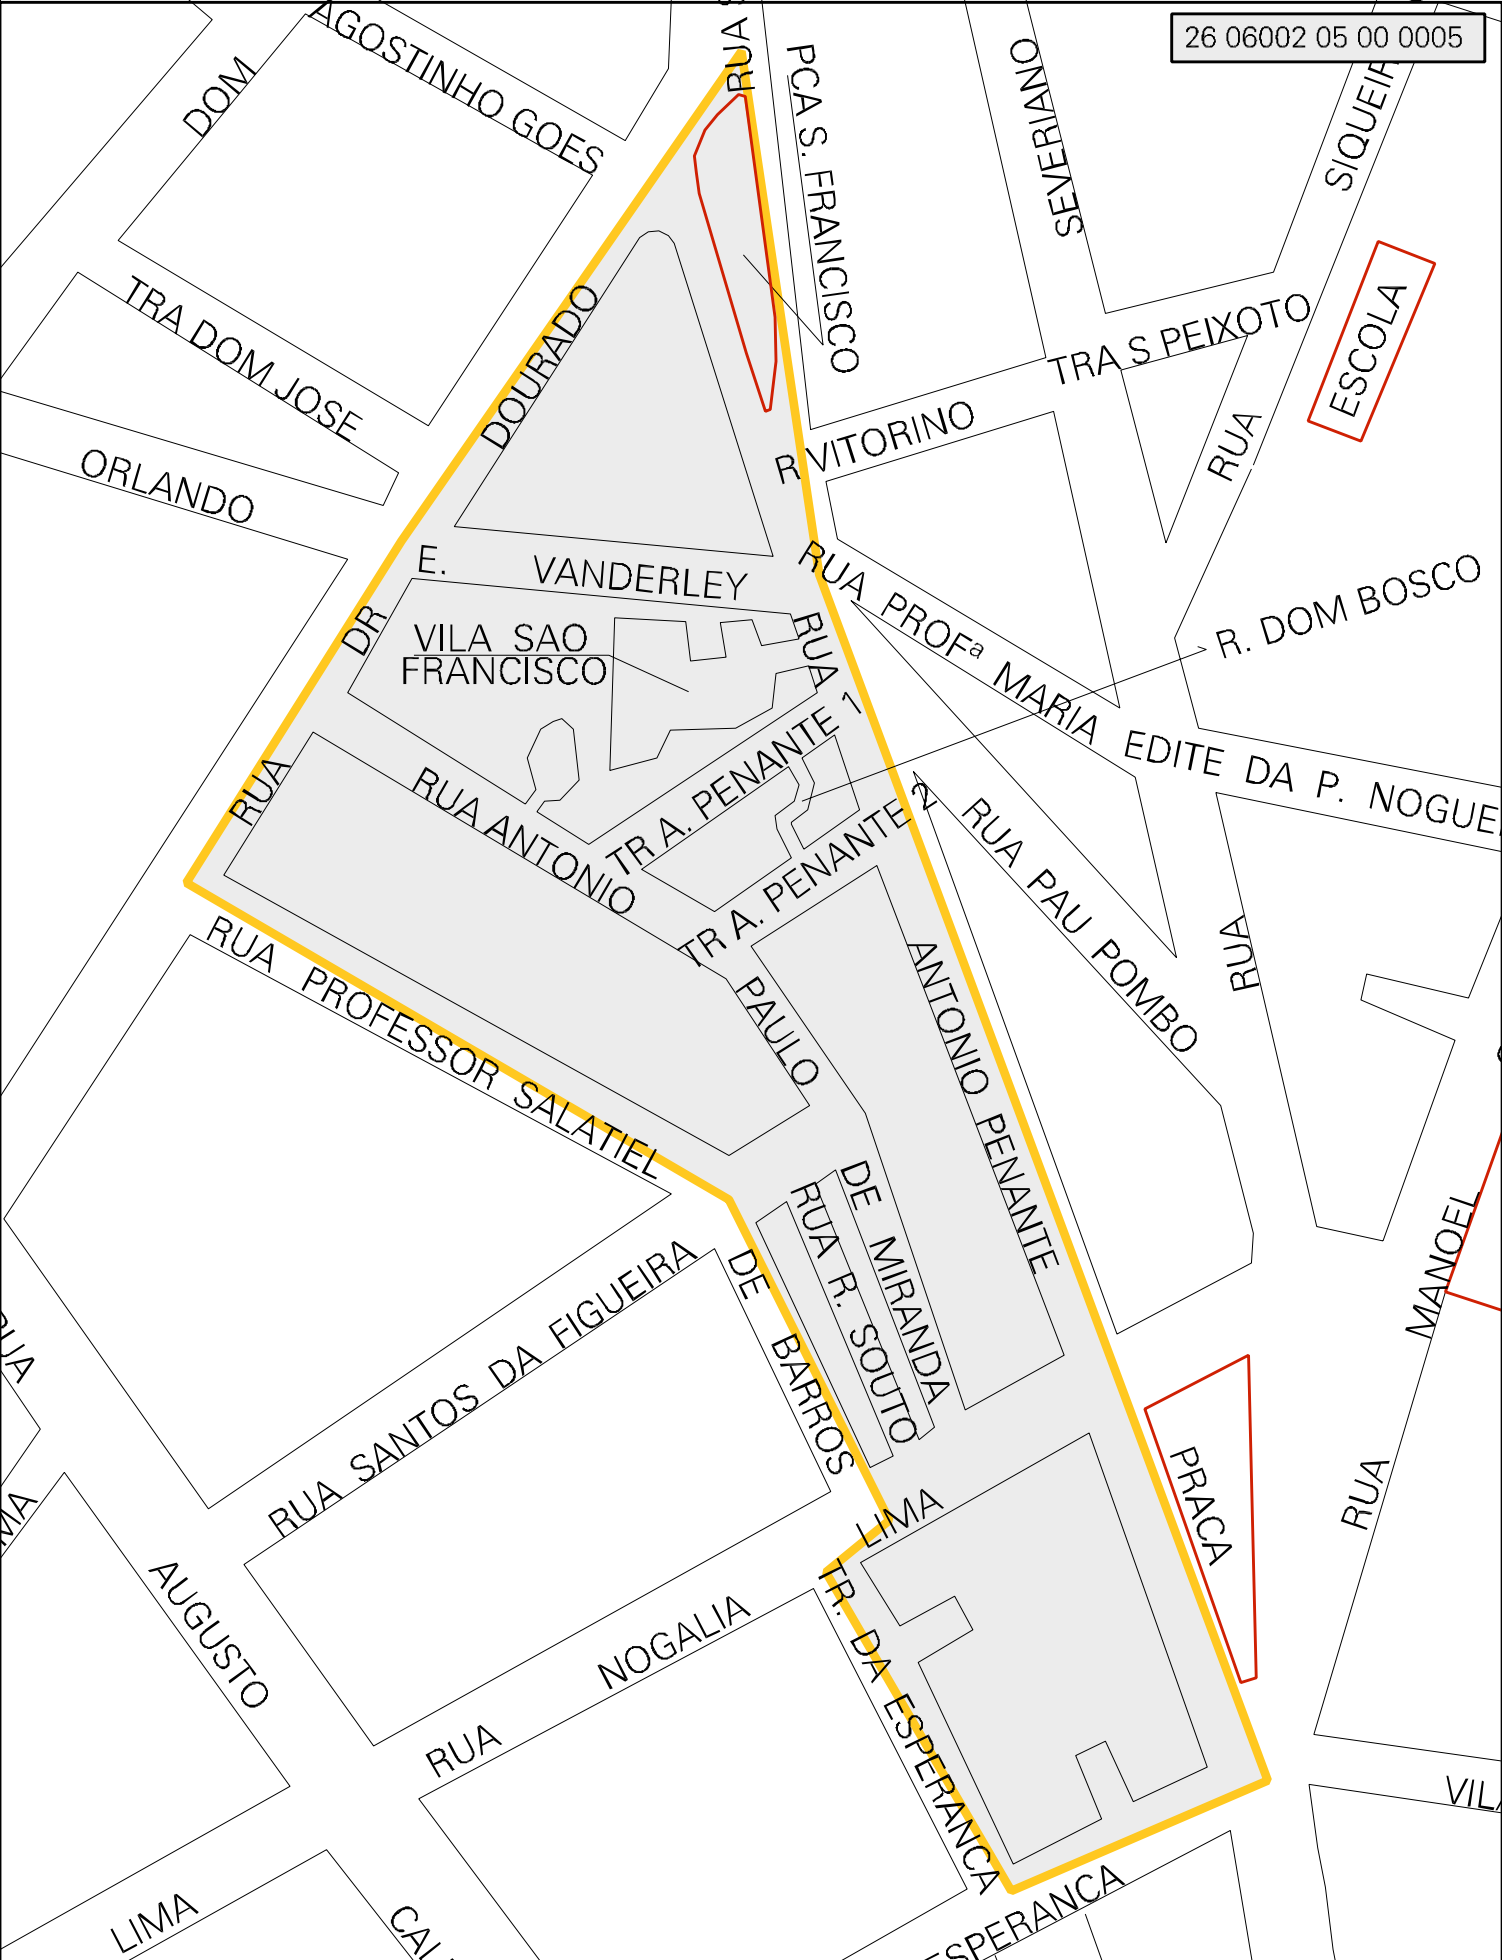 26 06002 05 00 0005
AGOSTINHO GOES
DOM
RUA
PCA S. FRANCISCO
SEVERIANO
ESCOLA
TRA DOM JOSE
DOURADO
TRA S PEIXOTO
R VITORINO
RUA
ORLANDO
E. VANDERLEY
DR
RUA PROFª MARIA EDITE DA P.
R. DOM BOSCO
VILA SAO
FRANCISCO
RUA
RUA
RUA ANTONIO
TR A. PENANTE 1
TR A. PENANTE 2
RUA PAU POMBO
RUA
RUA PROFESSOR SALATIEL
PAULO
ANTONIO PENANTE
DE MIRANDA
RUA R. SOUTO
DE BARROS
RUA SANTOS DA FIGUEIRA
MANOEL
RUA
PRACA
LIMA
TR. DA ESPERANCA
AUGUSTO
RUA NOGALIA
LIMA
ESPERANCA